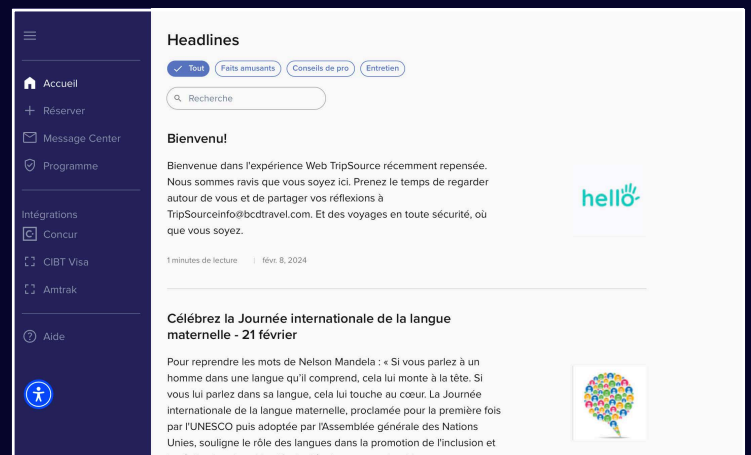 Accueil
Réserver
Message Center
Programme
Intégrations
Concur
CIBT Visa
Amtrak
Aide
Headlines
Tout
Faits amusants
Conseils de pro
Entretien
Recherche
Bienvenu!
Bienvenue dans l'expérience Web TripSource récemment repensée.
Nous sommes ravis que vous soyez ici. Prenez le temps de regarder
autour de vous et de partager vos réflexions à
TripSourceinfo@bcdtravel.com. Et des voyages en toute sécurité, où
que vous soyez.
hello
1 minutes de lecture | févr. 8, 2024
Célébrez la Journée internationale de la langue
maternelle - 21 février
Pour reprendre les mots de Nelson Mandela : « Si vous parlez à un
homme dans une langue qu'il comprend, cela lui monte à la tête. Si
vous lui parlez dans sa langue, cela lui touche au cœur. La Journée
internationale de la langue maternelle, proclamée pour la première fois
par l'UNESCO puis adoptée par l'Assemblée générale des Nations
Unies, souligne le rôle des langues dans la promotion de l'inclusion et